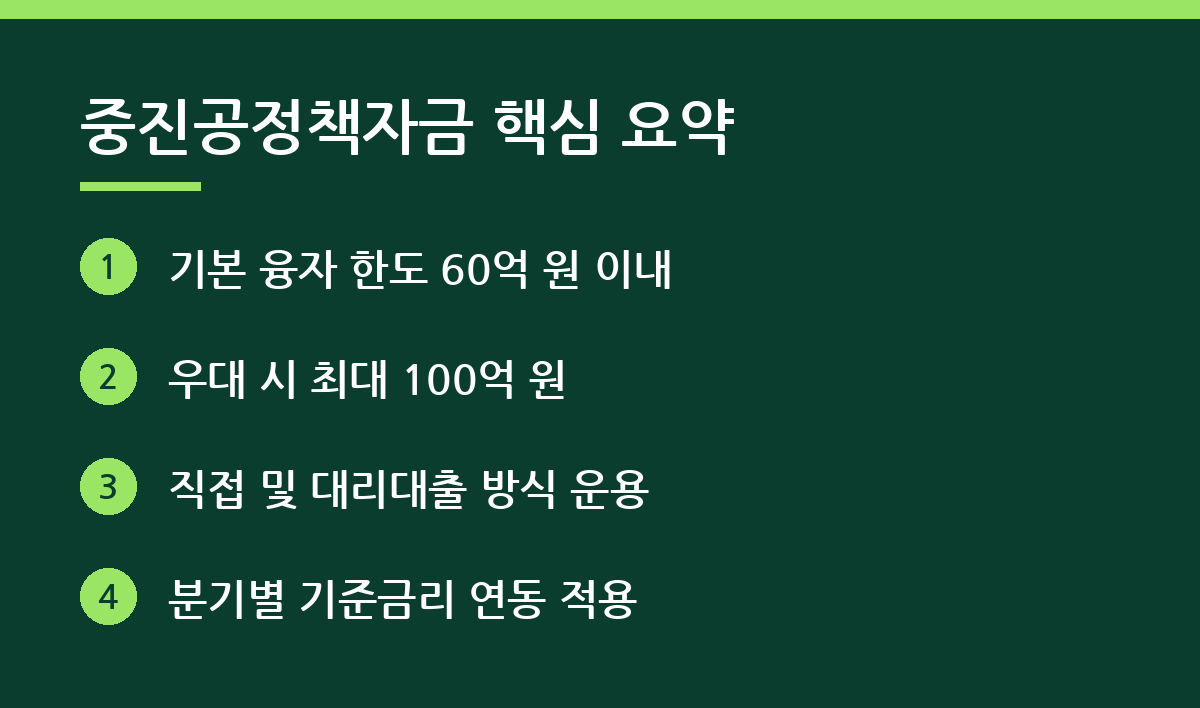 중진공정책자금 핵심 요약
1 기본 융자 한도 60억 원 이내
2 우대 시 최대 100억 원
3 직접 및 대리대출 방식 운용
4 분기별 기준금리 연동 적용